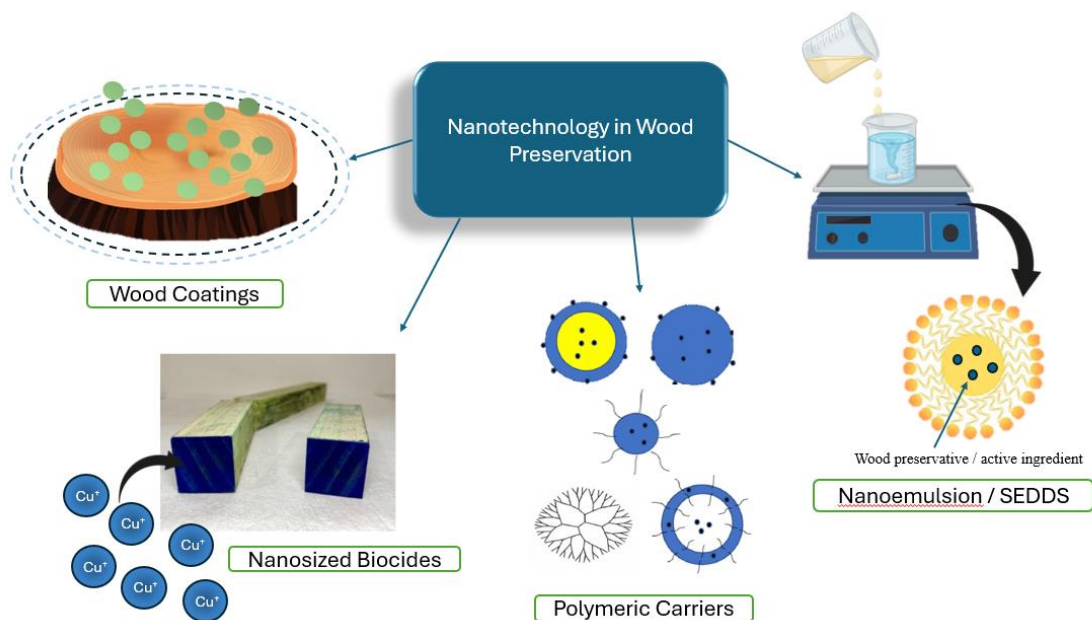 Nanotechnology in Wood
Preservation
Wood Coatings
Cu⁺
Cu⁺
Cu⁺
Cu⁺
Cu⁺
Cu⁺
Nanosized Biocides
Polymeric Carriers
Wood preservative / active ingredient
Nanoemulsion / SEDDS